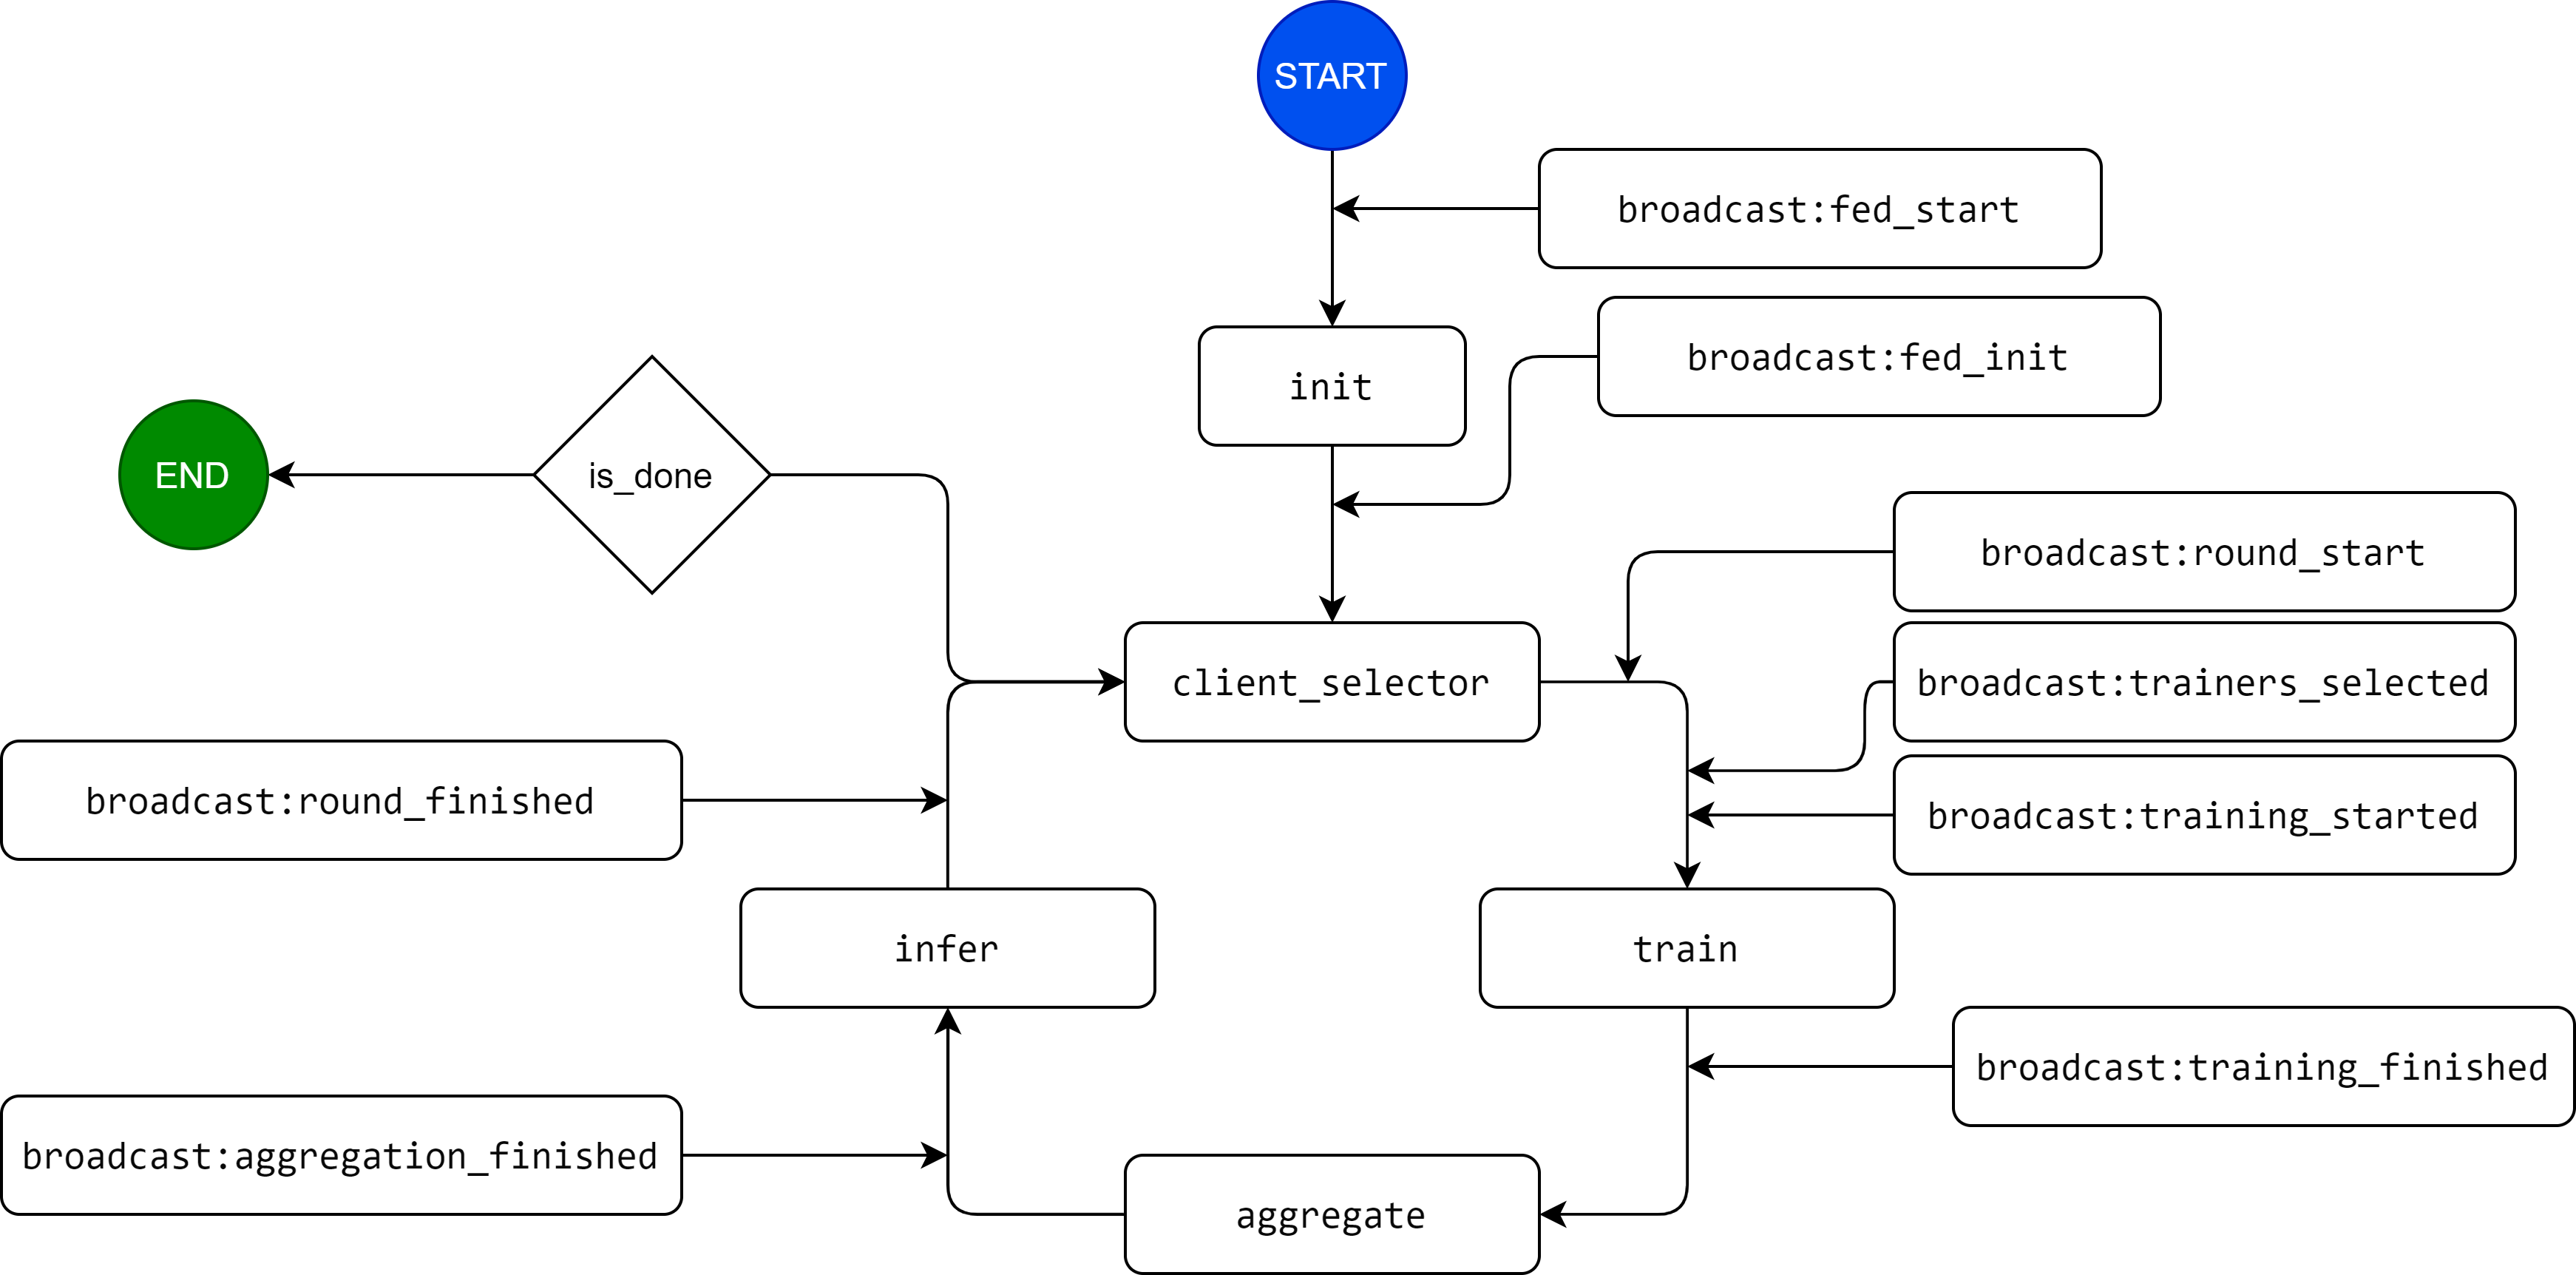 START
broadcast:fed_start
broadcast:fed_init
init
END
is_done
broadcast:round_start
client_selector
broadcast:trainers_selected
broadcast:round_finished
broadcast:training_started
infer
train
broadcast:training_finished
broadcast:aggregation_finished
aggregate